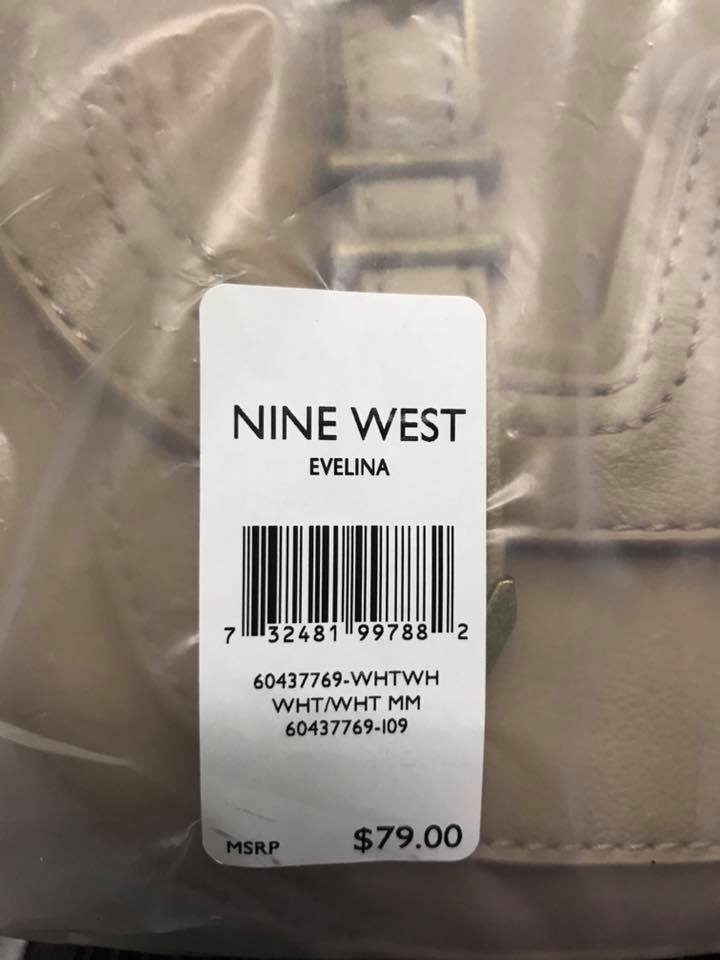 NINE WEST
EVELINA
7 32481 99788 2
60437769-WHTWH
WHT/WHT MM
60437769-109
MSRP $79.00